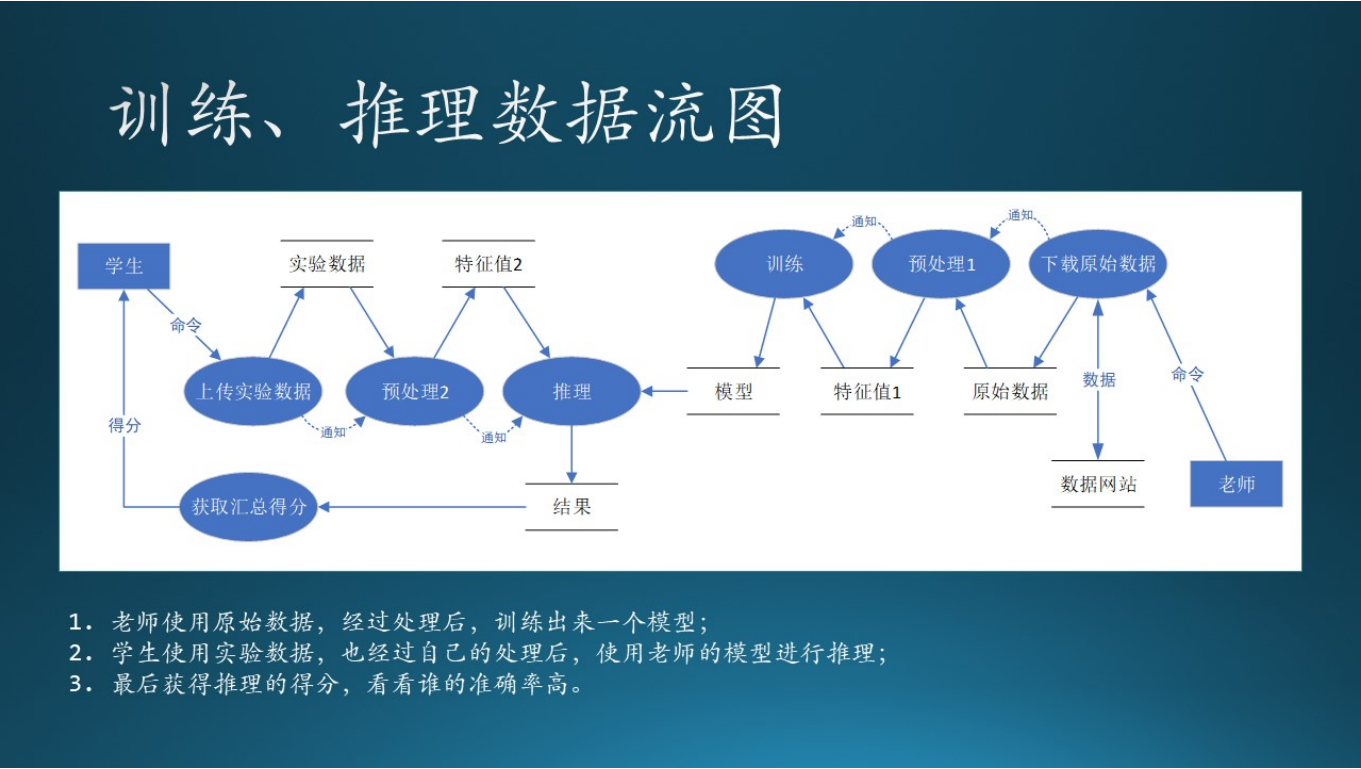 训练、推理数据流图
通知
通知
学生
实验数据
特征值2
训练
预处理1
下载原始数据
命令
上传实验数据
预处理2
推理
模型
特征值1
原始数据
数据
命令
得分
通知
通知
数据网站
老师
获取汇总得分
结果
1. 老师使用原始数据，经过处理后，训练出来一个模型；
2. 学生使用实验数据，也经过自己的处理后，使用老师的模型进行推理；
3. 最后获得推理的得分，看看谁的准确率高。